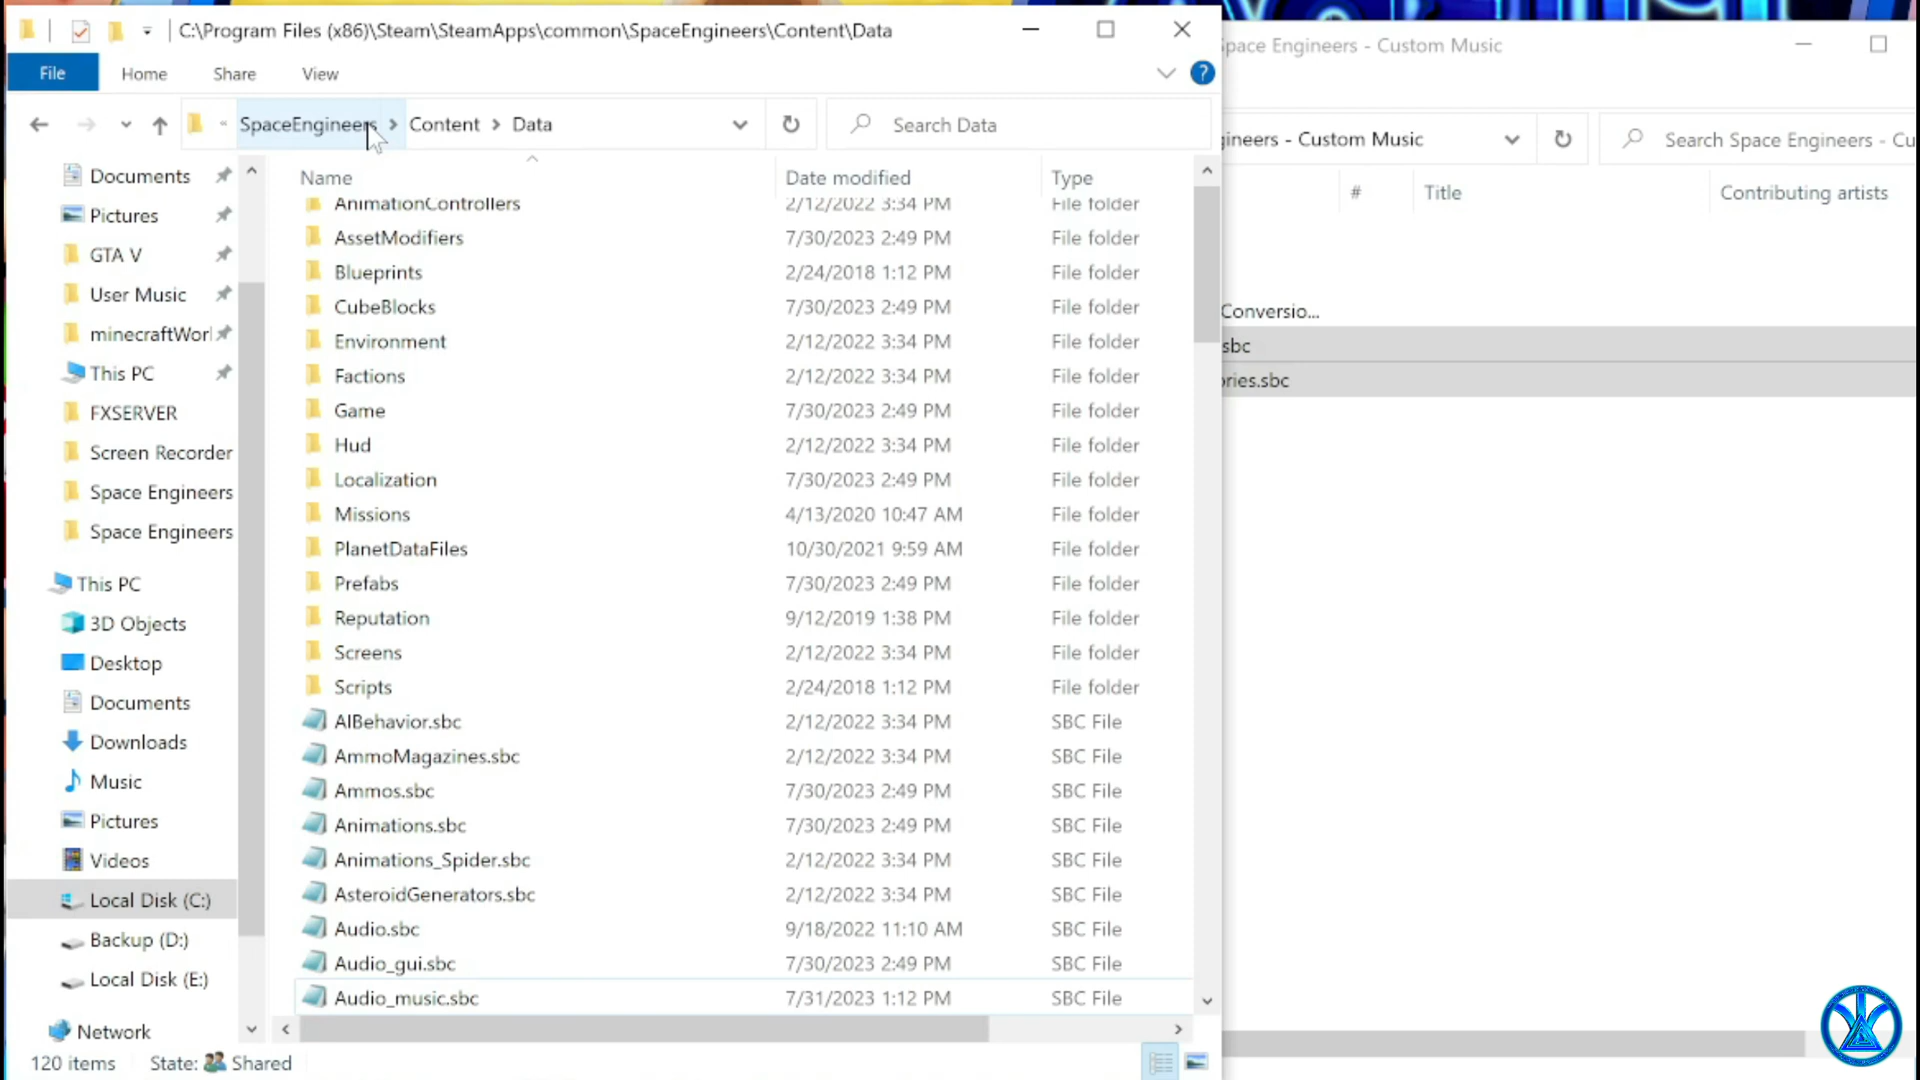 C:\Program Files (x86)\Steam\SteamApps\common\SpaceEngineers\Content\Data
File Home Share View
SpaceEngineers Content Data
Search Data
Documents
Pictures
GTA V
User Music
minecraftWorl
This PC
FXSERVER
Screen Recorder
Space Engineers
Space Engineers
This PC
3D Objects
Desktop
Documents
Downloads
Music
Pictures
Videos
Local Disk (C:)
Backup (D:)
Local Disk (E:)
Network
Name Date modified Type
AnimationControllers 2/12/2022 3:34 PM File folder
AssetModifiers 7/30/2023 2:49 PM File folder
Blueprints 2/24/2018 1:12 PM File folder
CubeBlocks 7/30/2023 2:49 PM File folder
Environment 2/12/2022 3:34 PM File folder
Factions 2/12/2022 3:34 PM File folder
Game 7/30/2023 2:49 PM File folder
Hud 2/12/2022 3:34 PM File folder
Localization 7/30/2023 2:49 PM File folder
Missions 4/13/2020 10:47 AM File folder
PlanetDataFiles 10/30/2021 9:59 AM File folder
Prefabs 7/30/2023 2:49 PM File folder
Reputation 9/12/2019 1:38 PM File folder
Screens 2/12/2022 3:34 PM File folder
Scripts 2/24/2018 1:12 PM File folder
AIBehavior.sbc 2/12/2022 3:34 PM SBC File
AmmoMagazines.sbc 2/12/2022 3:34 PM SBC File
Ammos.sbc 7/30/2023 2:49 PM SBC File
Animations.sbc 7/30/2023 2:49 PM SBC File
Animations_Spider.sbc 2/12/2022 3:34 PM SBC File
AsteroidGenerators.sbc 2/12/2022 3:34 PM SBC File
Audio.sbc 9/18/2022 11:10 AM SBC File
Audio_gui.sbc 7/30/2023 2:49 PM SBC File
Audio_music.sbc 7/31/2023 1:12 PM SBC File
120 items State: Shared
Space Engineers - Custom Music
gineers - Custom Music
Search Space Engineers - Cu
# Title Contributing artists
Conversio...
sbc
ories.sbc